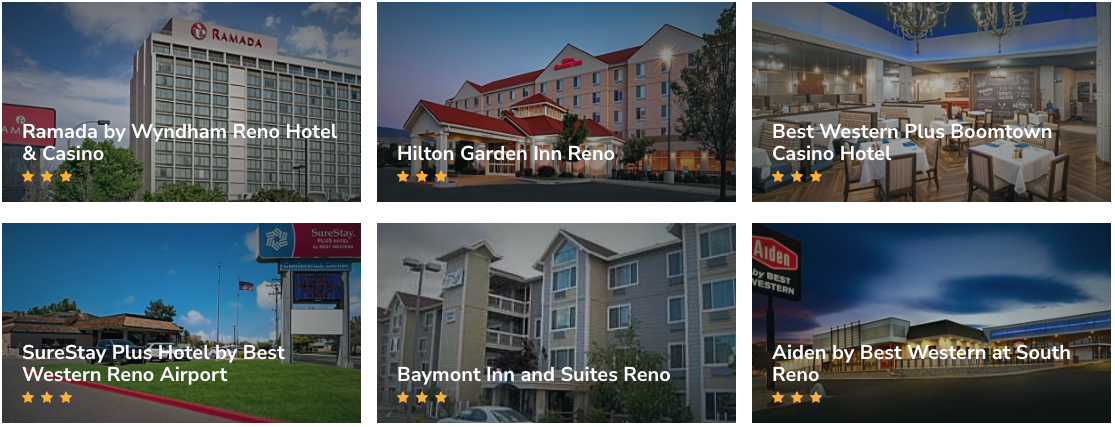 RAMADA
Ramada by Wyndham Reno Hotel
& Casino
Hilton Garden Inn Reno
Best Western Plus Boomtown
Casino Hotel
SureStay
PLUS HOTEL
by BEST WESTERN
Conference Center
SureStay Plus Hotel by Best
Western Reno Airport
Baymont Inn and Suites Reno
Aiden
by BEST
WESTERN
Aiden by Best Western at South
Reno